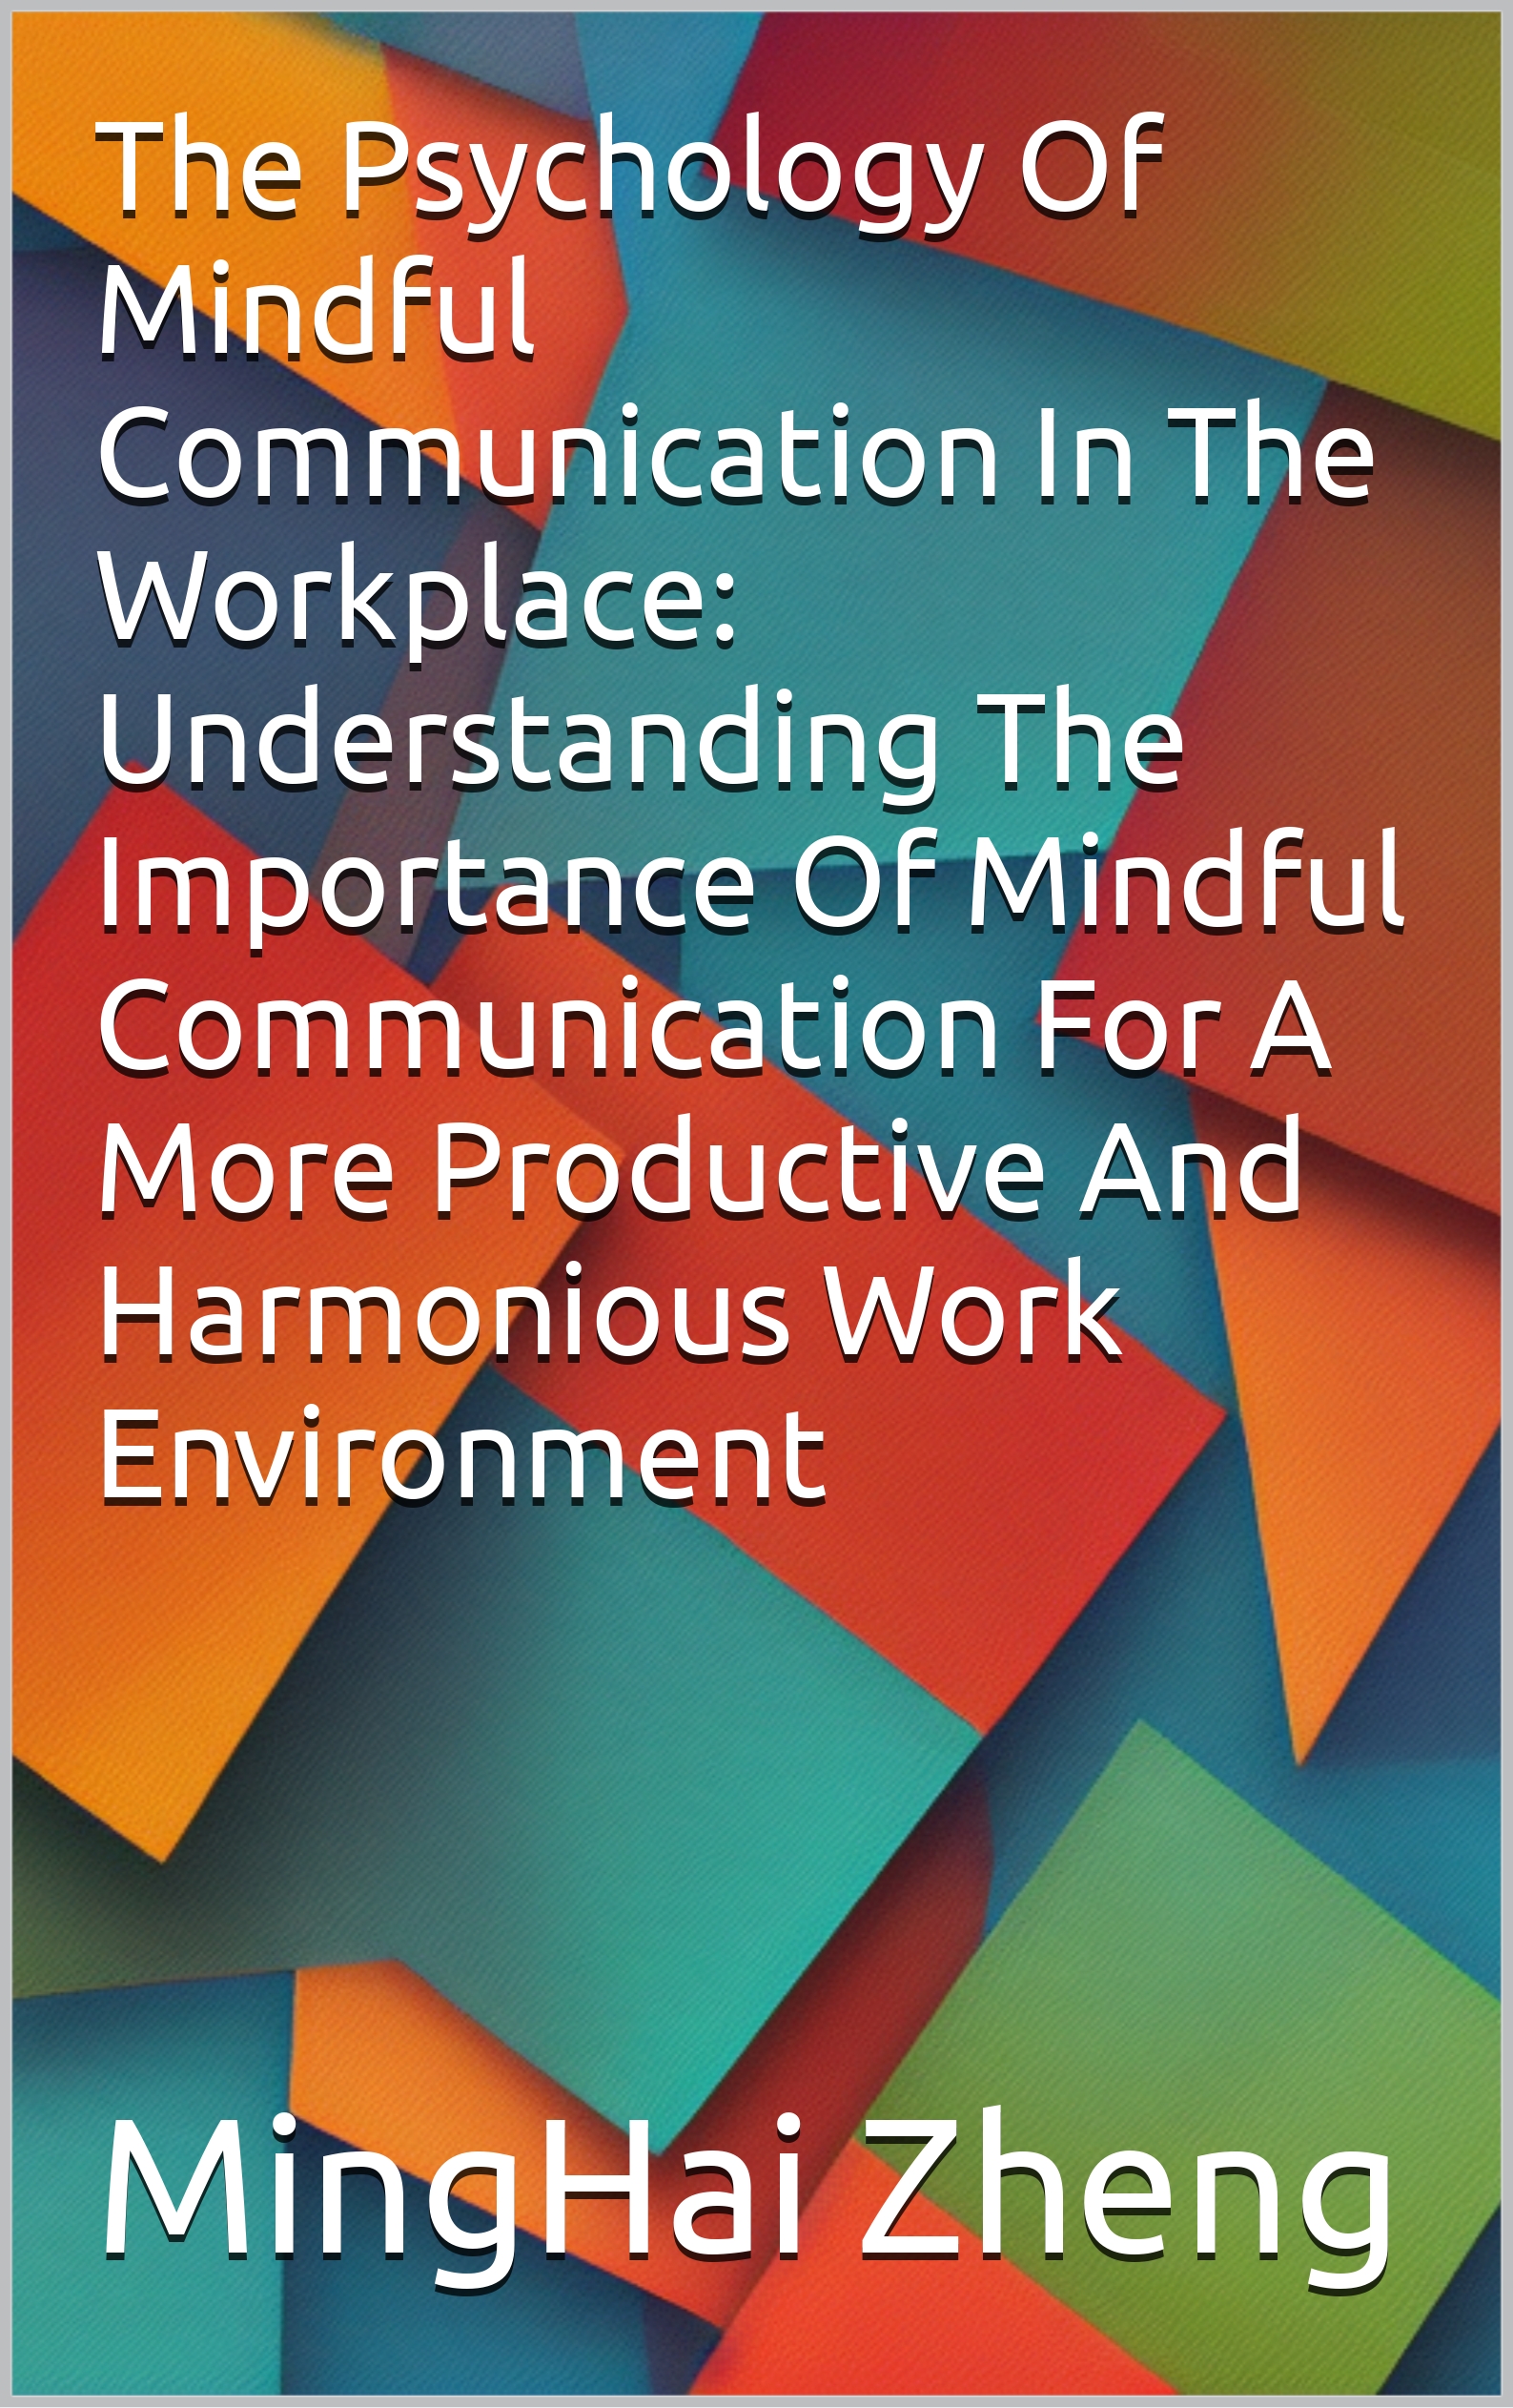 The Psychology Of
Mindful
Communication In The
Workplace:
Understanding The
Importance Of Mindful
Communication For A
More Productive And
Harmonious Work
Environment
MingHai Zheng